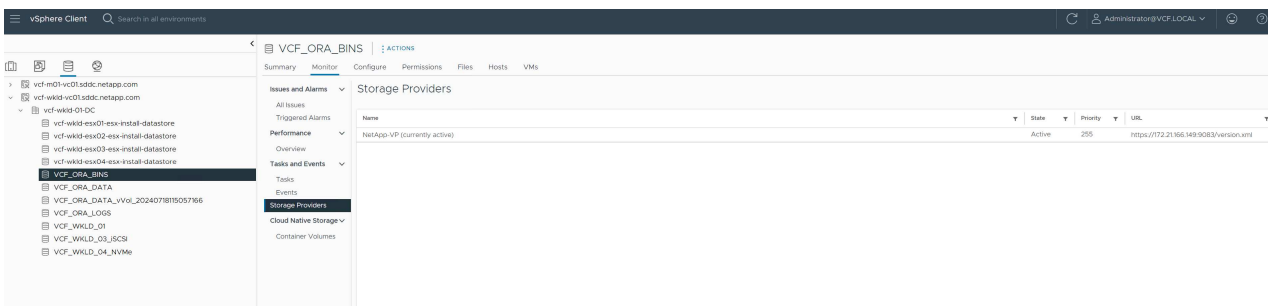 vSphere Client
Search in all environments
Administrator@VCF.LOCAL
VCF_ORA_BINS
ACTIONS
Summary Monitor Configure Permissions Files Hosts VMs
vcf-m01-vc01.sddc.netapp.com
vcf-wkld-vc01.sddc.netapp.com
vcf-wkld-01-DC
vcf-wkld-esx01-esx-install-datastore
vcf-wkld-esx02-esx-install-datastore
vcf-wkld-esx03-esx-install-datastore
vcf-wkld-esx04-esx-install-datastore
VCF_ORA_BINS
VCF_ORA_DATA
VCF_ORA_DATA_vVol_20240718115057166
VCF_ORA_LOGS
VCF_WKLD_01
VCF_WKLD_03_iSCSI
VCF_WKLD_04_NVMe
Issues and Alarms
All Issues
Triggered Alarms
Performance
Overview
Tasks and Events
Tasks
Events
Storage Providers
Cloud Native Storage
Container Volumes
Storage Providers
Name State Priority URL
NetApp-VP (currently active) Active 255 https://172.21.166.149:9083/version.xml